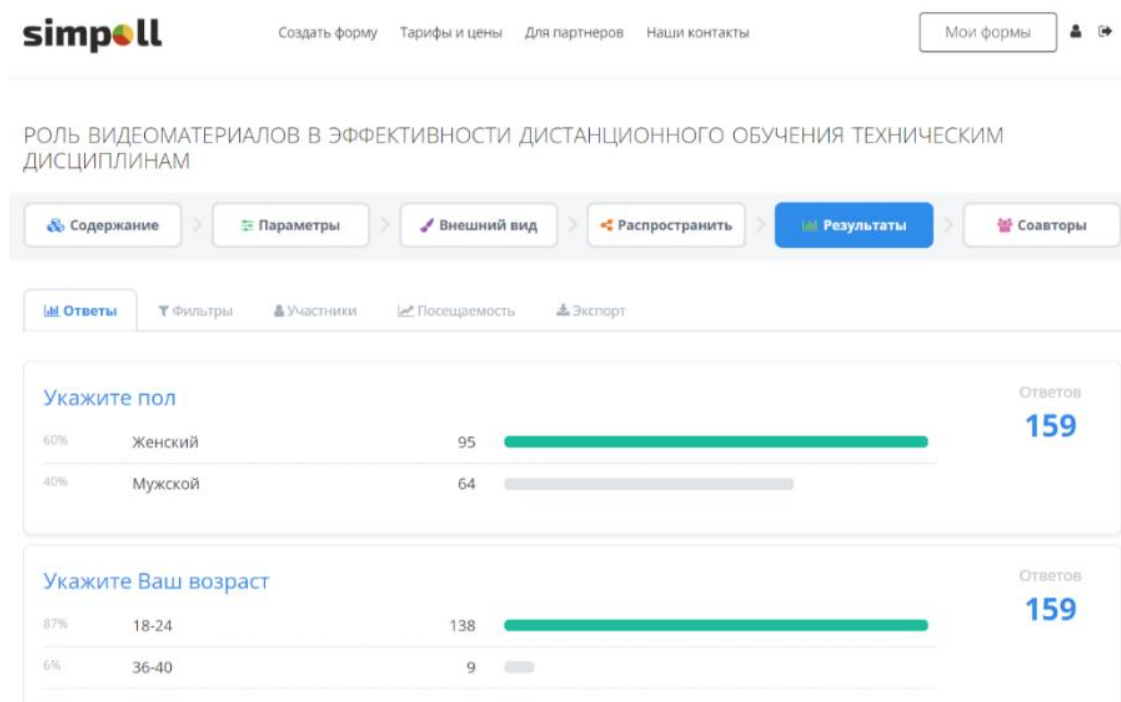 simpoll
Создать форму Тарифы и цены Для партнеров Наши контакты Мои формы
РОЛЬ ВИДЕОМАТЕРИАЛОВ В ЭФФЕКТИВНОСТИ ДИСТАНЦИОННОГО ОБУЧЕНИЯ ТЕХНИЧЕСКИМ
ДИСЦИПЛИНАМ
Содержание Параметры Внешний вид Распространить Результаты Соавторы
Ответы Фильтры Участники Посещаемость Экспорт
Укажите пол Ответов
159
60% Женский 95
40% Мужской 64
Укажите Ваш возраст Ответов
159
87% 18-24 138
6% 36-40 9